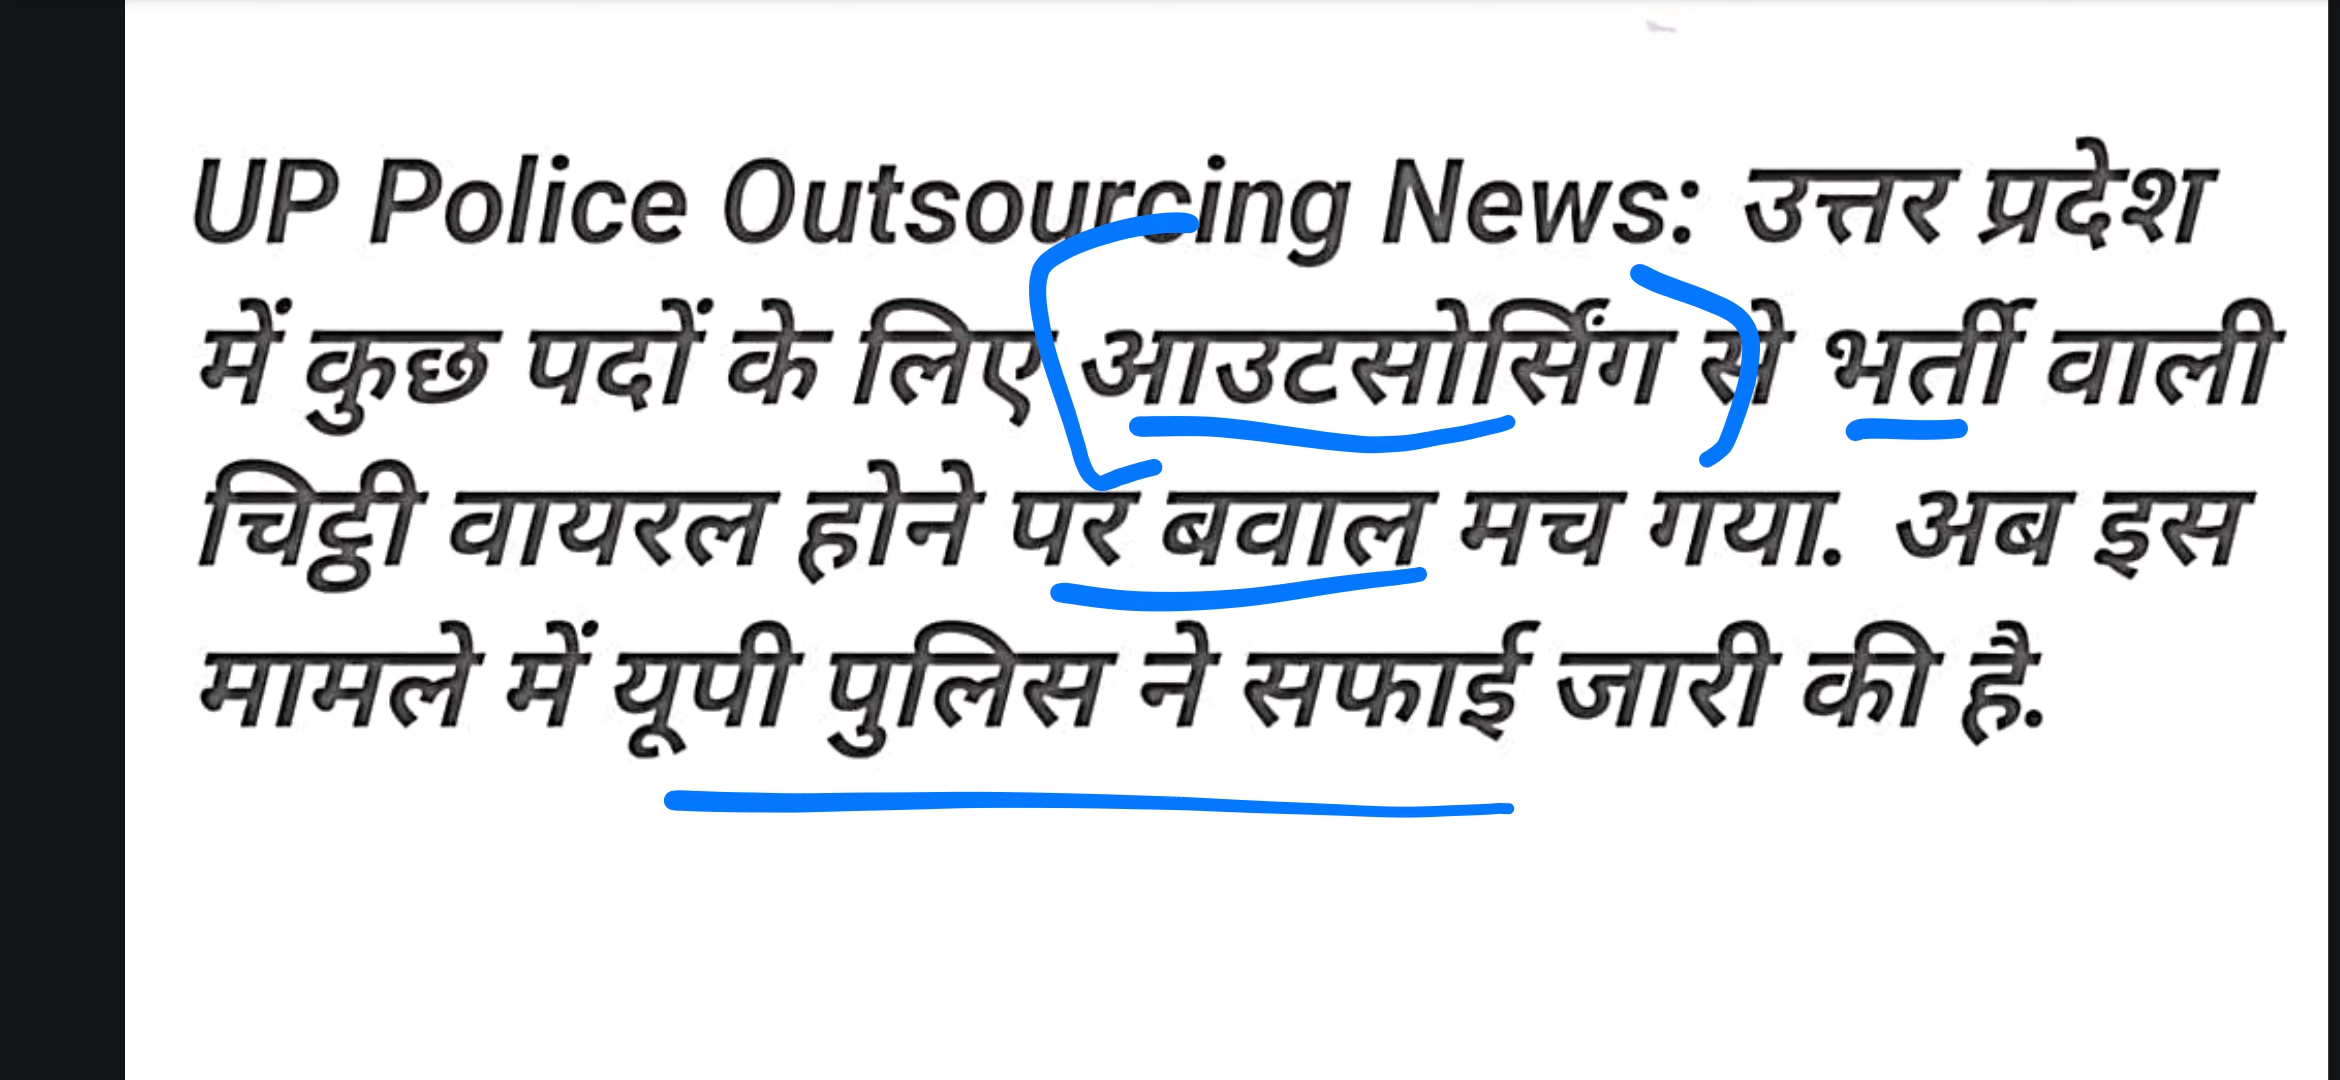 UP Police Outsourcing News: उत्तर प्रदेश
में कुछ पदों के लिए आउटसोर्सिंग से भर्ती वाली
चिट्ठी वायरल होने पर बवाल मच गया. अब इस
मामले में यूपी पुलिस ने सफाई जारी की है.